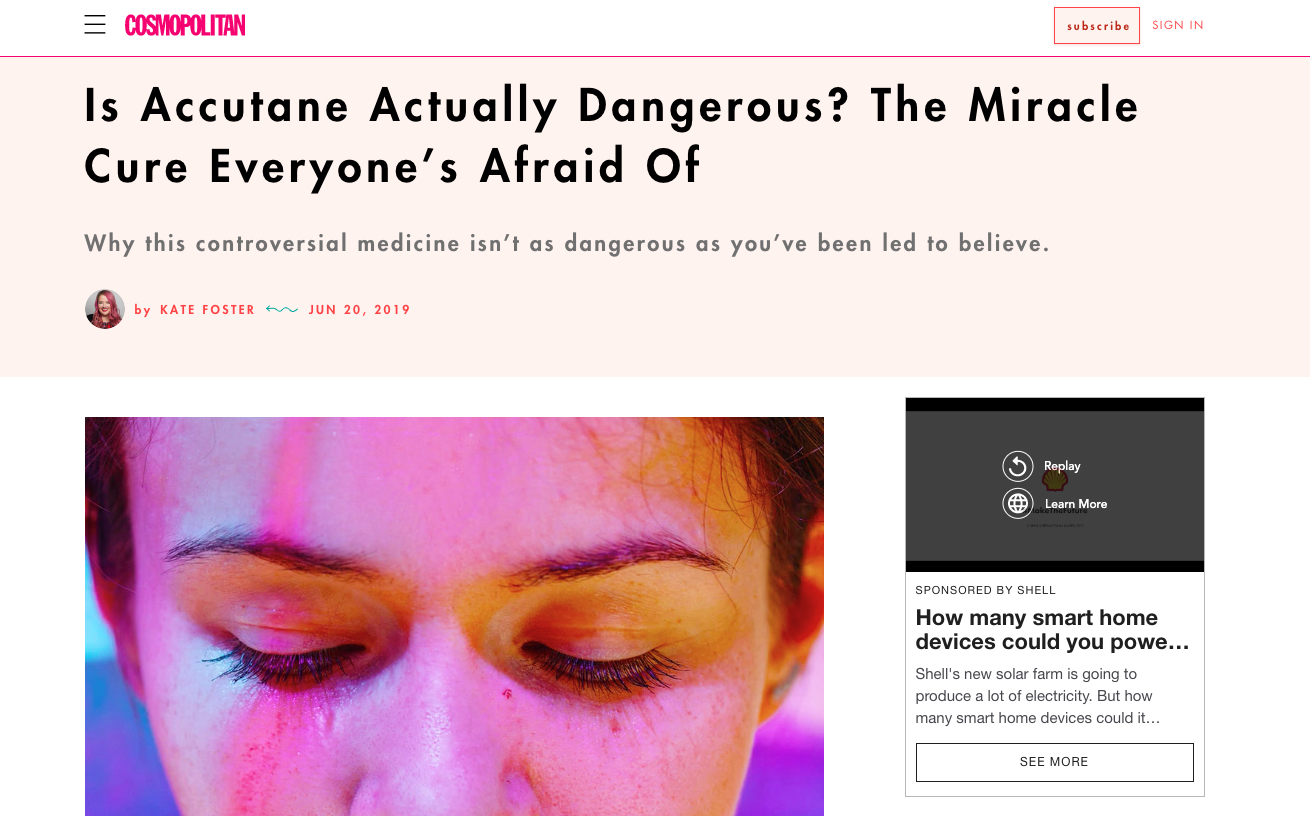 COSMOPOLITAN
subscribe
SIGN IN
Is Accutane Actually Dangerous? The Miracle
Cure Everyone’s Afraid Of
Why this controversial medicine isn’t as dangerous as you’ve been led to believe.
by KATE FOSTER JUN 20, 2019
Replay
Learn More
SPONSORED BY SHELL
How many smart home
devices could you powe…
Shell's new solar farm is going to
produce a lot of electricity. But how
many smart home devices could it…
SEE MORE